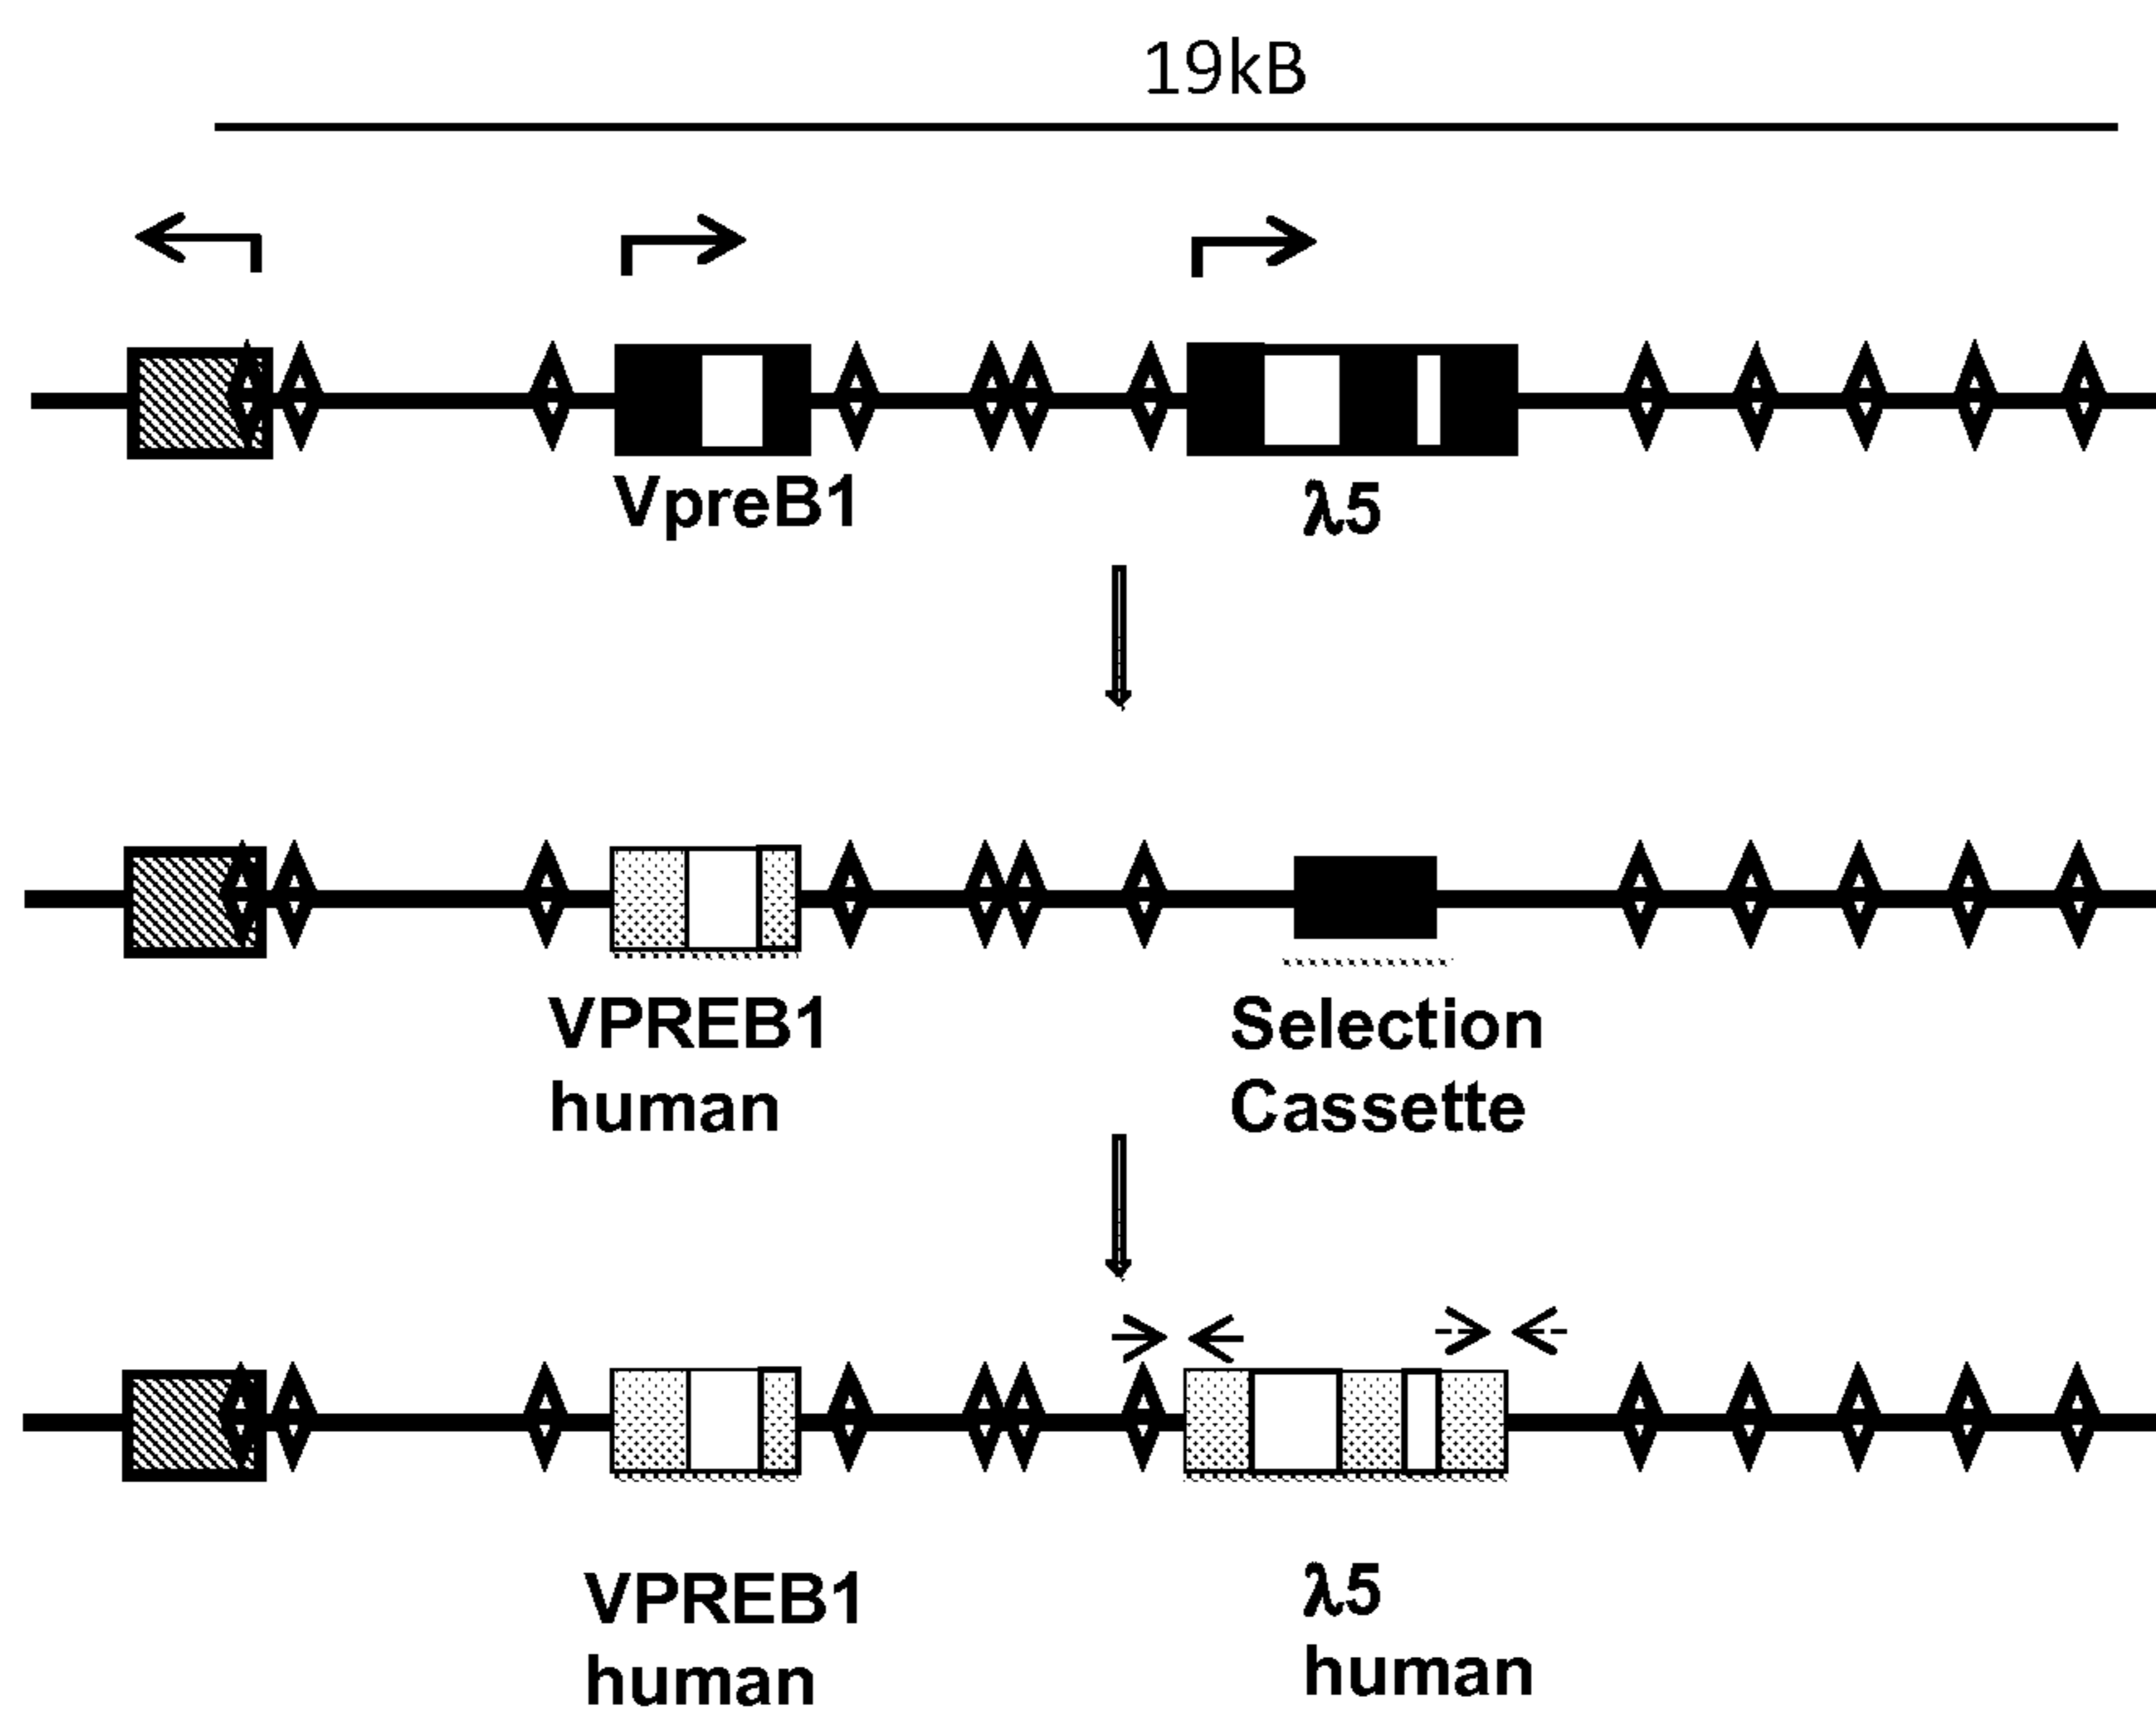 19kB
VpreB1
λ5
VPREB1
human
Selection
Cassette
VPREB1
human
λ5
human